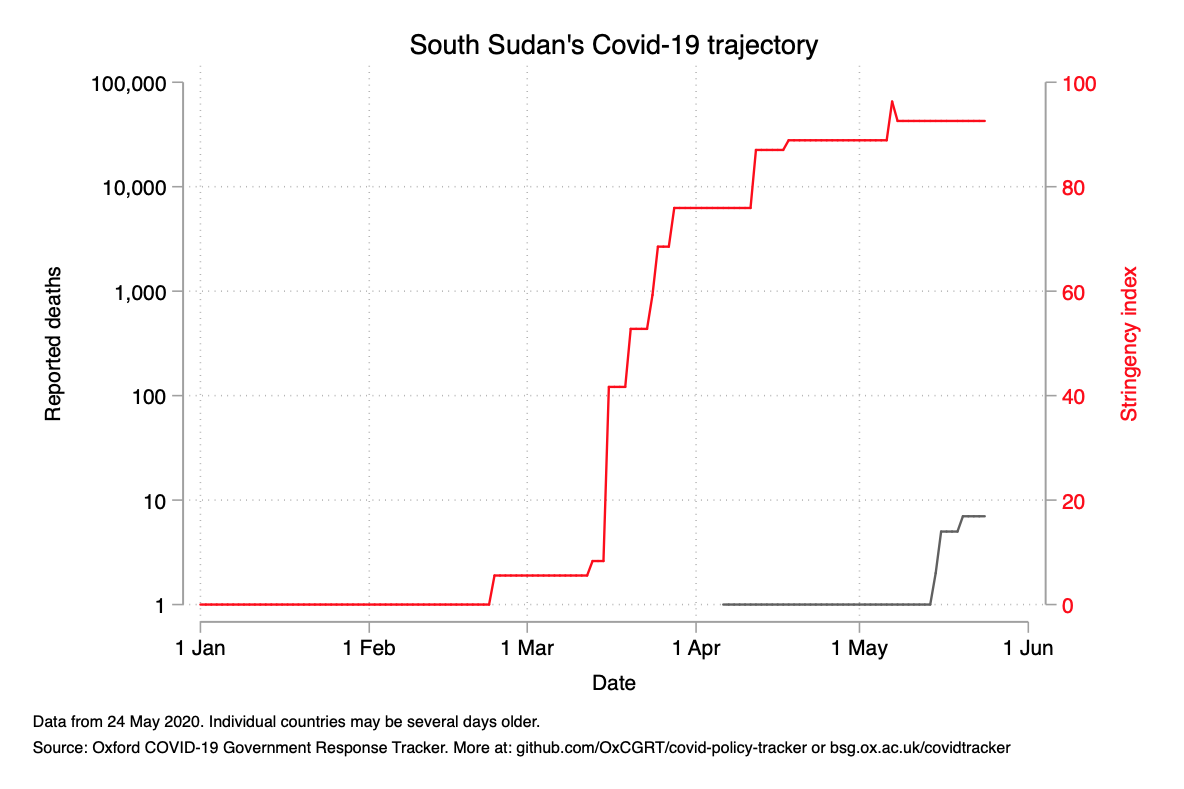 South Sudan's Covid-19 trajectory
100,000
10,000
1,000
100
10
1
Reported deaths
100
80
60
40
20
0
Stringency index
1 Jan
1 Feb
1 Mar
1 Apr
1 May
1 Jun
Date
Data from 24 May 2020. Individual countries may be several days older.
Source: Oxford COVID-19 Government Response Tracker. More at: github.com/OxCGRT/covid-policy-tracker or bsg.ox.ac.uk/covidtracker